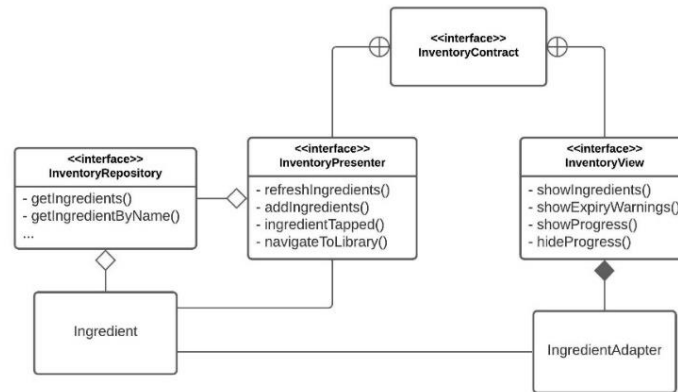 <<interface>>
InventoryContract
<<interface>>
InventoryRepository
- getIngredients()
- getIngredientByName()
...
<<interface>>
InventoryPresenter
- refreshIngredients()
- addIngredients()
- ingredientTapped()
- navigateToLibrary()
<<interface>>
InventoryView
- showIngredients()
- showExpiryWarnings()
- showProgress()
- hideProgress()
Ingredient
IngredientAdapter